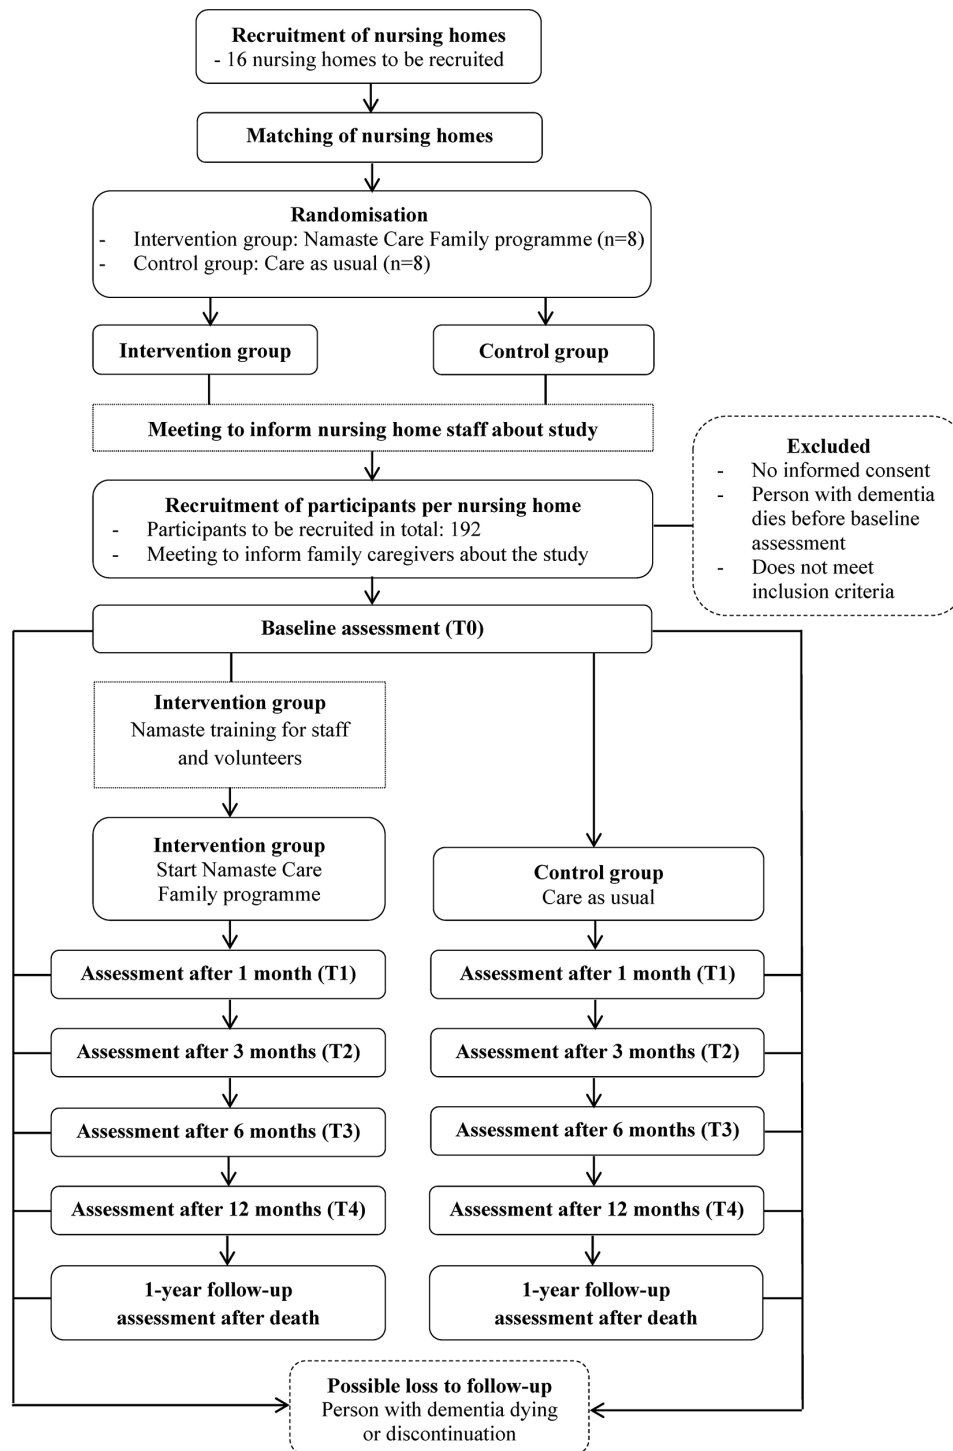 Recruitment of nursing homes
- 16 nursing homes to be recruited
Matching of nursing homes
Randomisation
- Intervention group: Namaste Care Family programme (n=8)
- Control group: Care as usual (n=8)
Intervention group
Control group
Meeting to inform nursing home staff about study
Excluded
- No informed consent
- Person with dementia
dies before baseline
assessment
- Does not meet
inclusion criteria
Recruitment of participants per nursing home
- Participants to be recruited in total: 192
- Meeting to inform family caregivers about the study
Baseline assessment (T0)
Intervention group
Namaste training for staff
and volunteers
Intervention group
Start Namaste Care
Family programme
Control group
Care as usual
Assessment after 1 month (T1)
Assessment after 1 month (T1)
Assessment after 3 months (T2)
Assessment after 3 months (T2)
Assessment after 6 months (T3)
Assessment after 6 months (T3)
Assessment after 12 months (T4)
Assessment after 12 months (T4)
1-year follow-up
assessment after death
1-year follow-up
assessment after death
Possible loss to follow-up
Person with dementia dying
or discontinuation